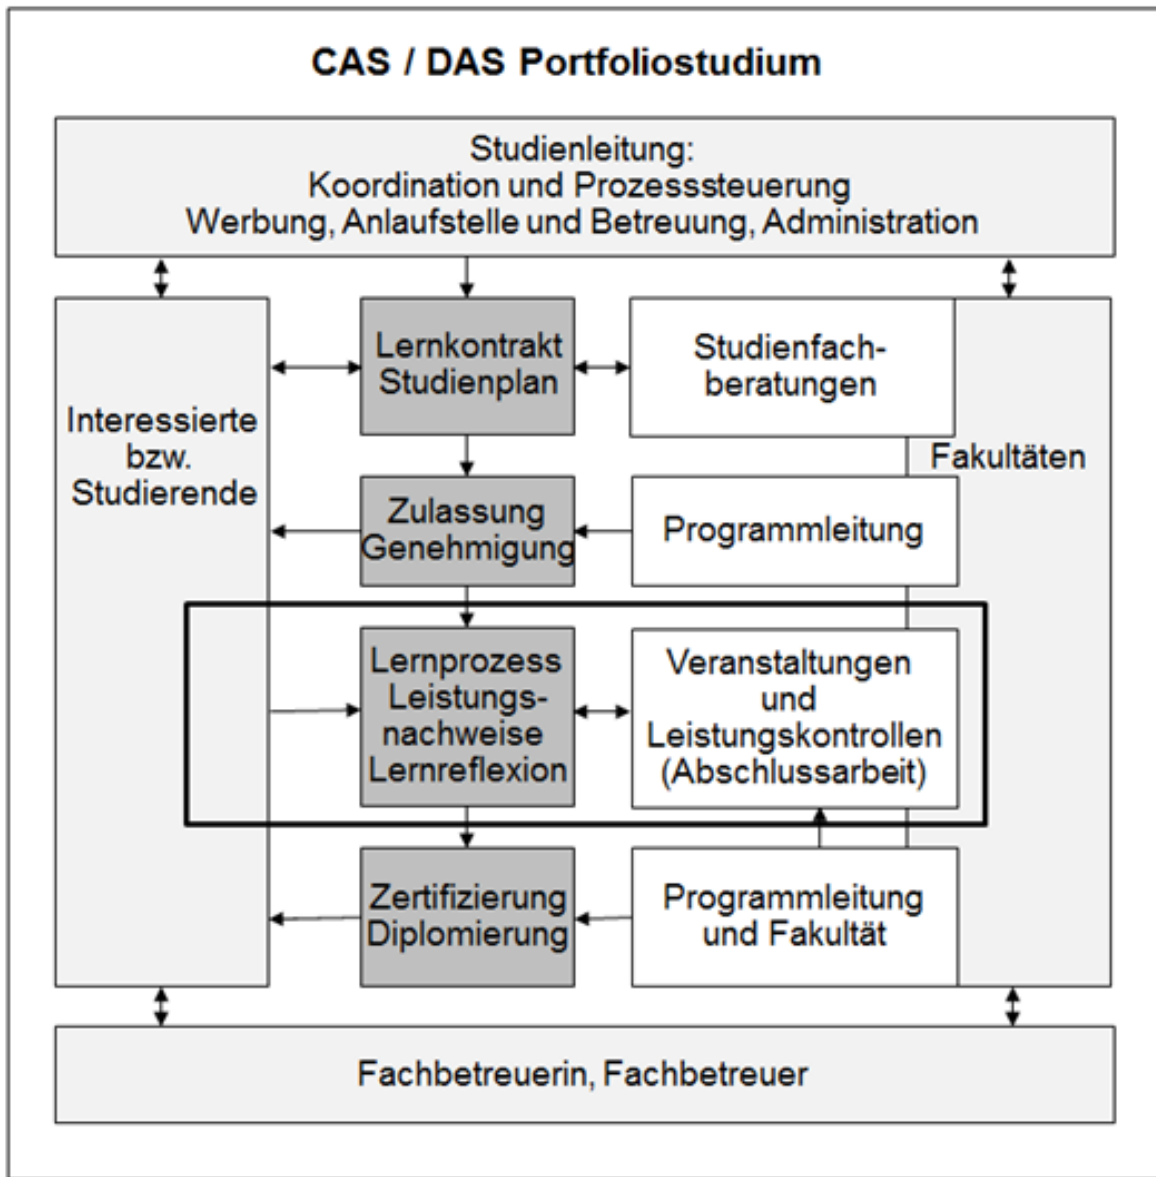 CAS / DAS Portfoliostudium
Studienleitung:
Koordination und Prozesssteuerung
Werbung, Anlaufstelle und Betreuung, Administration
Interessierte
bzw.
Studierende
Lernkontrakt
Studienplan
Studienfach-
beratungen
Fakultäten
Zulassung
Genehmigung
Programmleitung
Lernprozess
Leistungs-
nachweise
Lernreflexion
Veranstaltungen
und
Leistungskontrollen
(Abschlussarbeit)
Zertifizierung
Diplomierung
Programmleitung
und Fakultät
Fachbetreuerin, Fachbetreuer